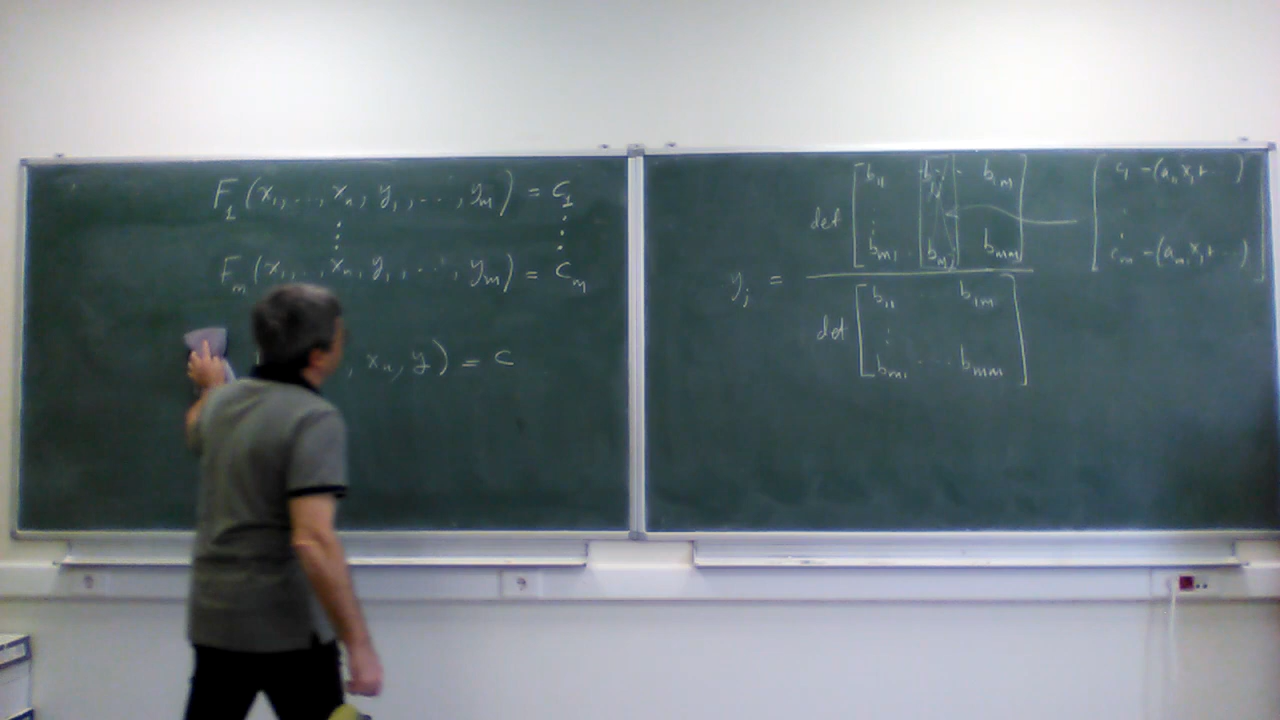 F₁(x₁, ..., xₙ, y₁, ..., yₘ) = C₁
⋮ ⋮
Fₘ(x₁, ..., xₙ, y₁, ..., yₘ) = Cₘ
, xₙ, y) = C
yⱼ =
det
b₁₁ b₁ⱼ b₁ₘ
⋮
bₘ₁ bₘⱼ bₘₘ
det
b₁₁ b₁ₘ
⋮
bₘ₁ ... bₘₘ
C₁ - (a₁₁x₁ + ...)
⋮
Cₘ - (aₘ₁x₁ + ...)